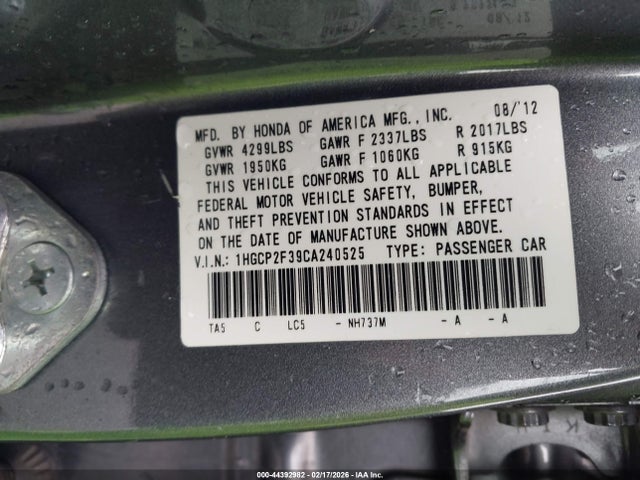 MFD. BY HONDA OF AMERICA MFG., INC. 08/'12
GVWR 4299LBS GAWR F 2337LBS R 2017LBS
GVWR 1950KG GAWR F 1060KG R 915KG
THIS VEHICLE CONFORMS TO ALL APPLICABLE
FEDERAL MOTOR VEHICLE SAFETY, BUMPER,
AND THEFT PREVENTION STANDARDS IN EFFECT
ON THE DATE OF MANUFACTURE SHOWN ABOVE.
V.I.N.: 1HGCP2F39CA240525 TYPE: PASSENGER CAR
TA5 C LC5 - NH737M - A - A
000-44392982 - 02/17/2026 - IAA Inc.